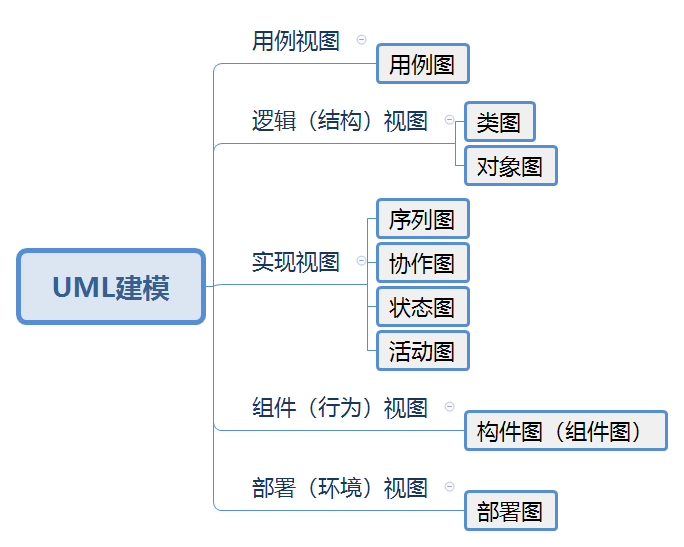 用例视图
用例图
逻辑（结构）视图
类图
对象图
序列图
实现视图
协作图
状态图
活动图
UML建模
组件（行为）视图
构件图（组件图）
部署（环境）视图
部署图